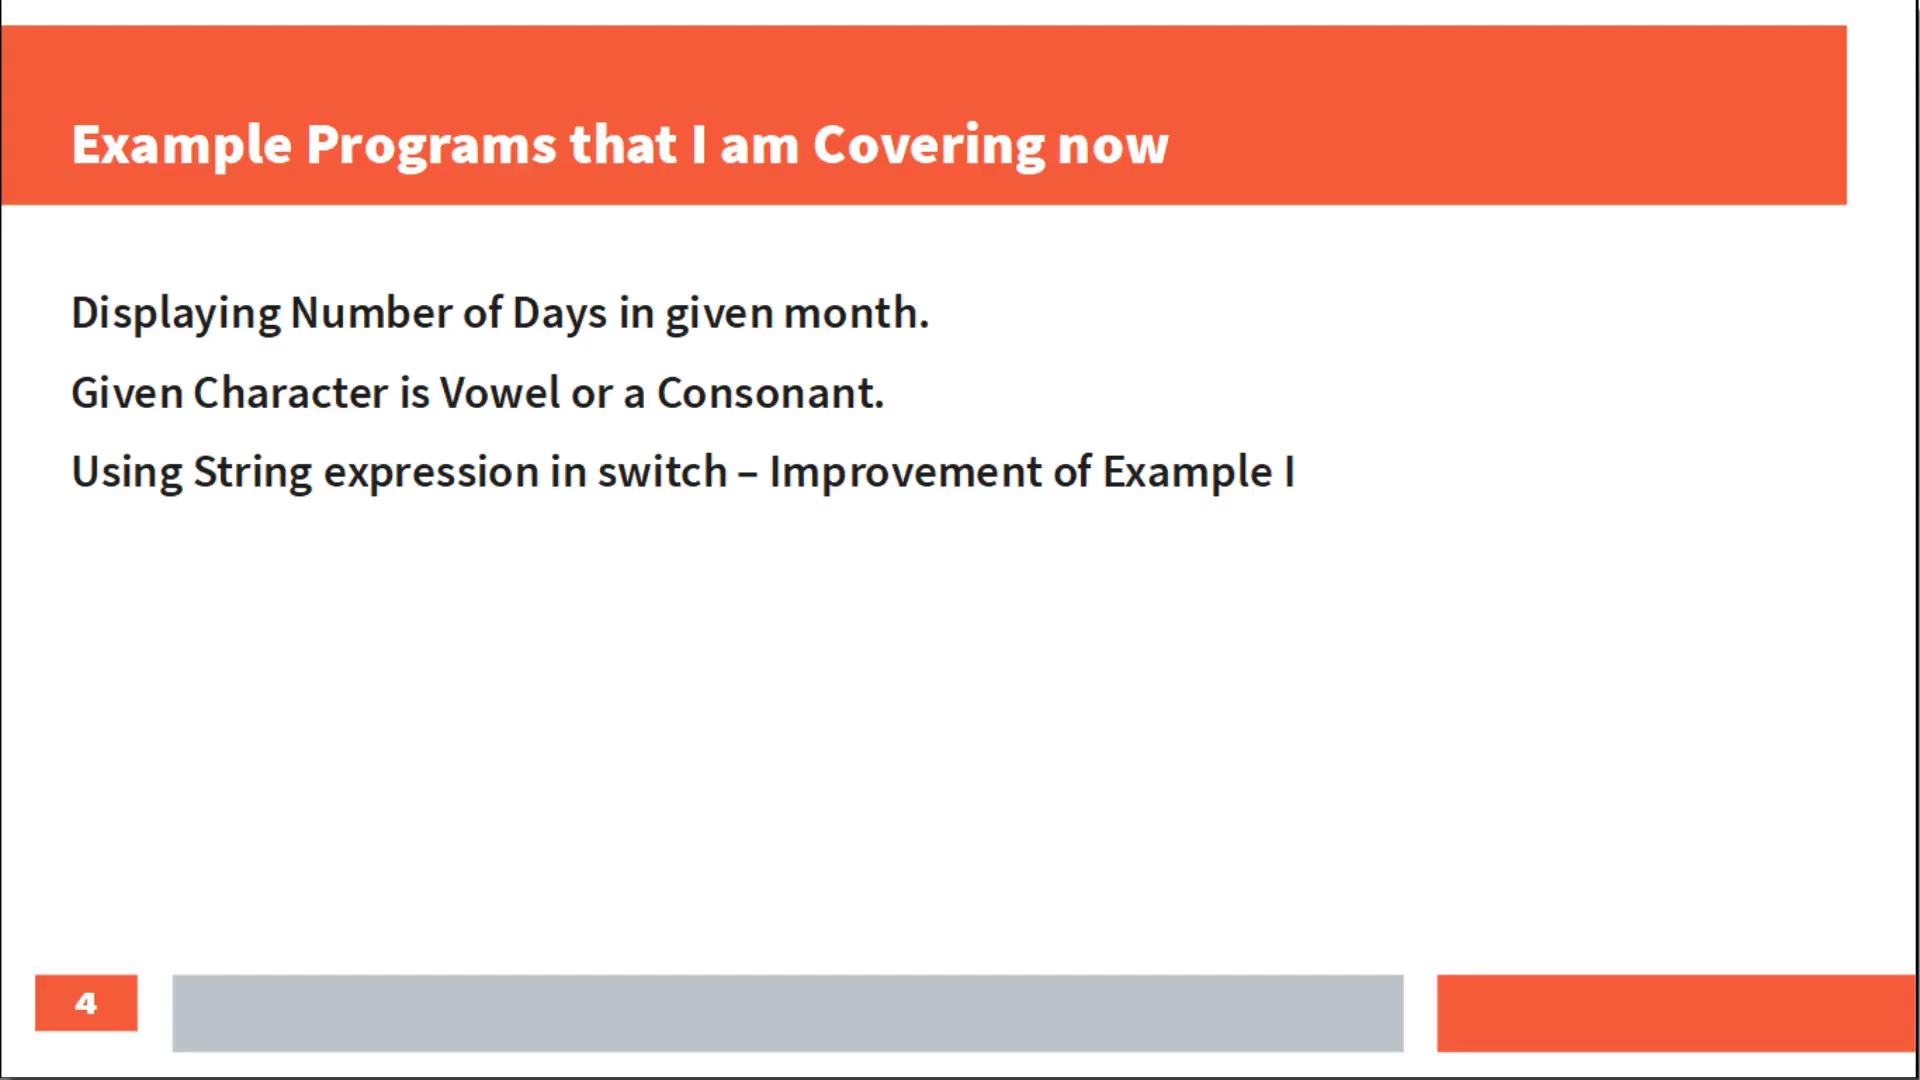 Example Programs that I am Covering now
Displaying Number of Days in given month.
Given Character is Vowel or a Consonant.
Using String expression in switch – Improvement of Example I
4